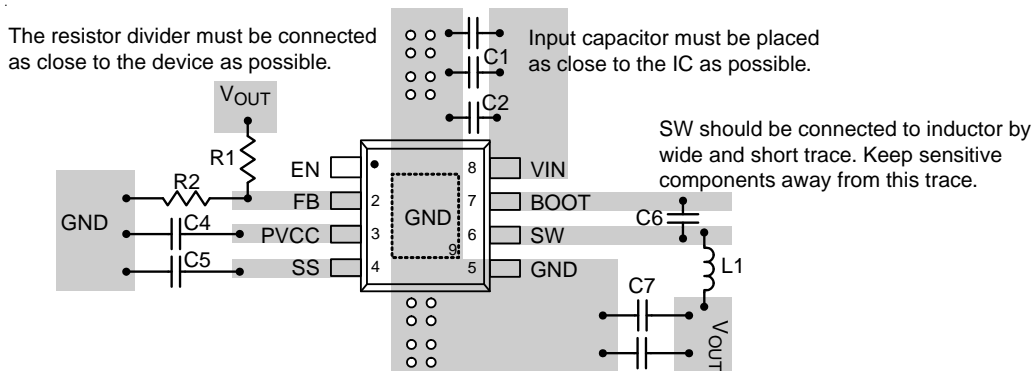 The resistor divider must be connected
as close to the device as possible.
Input capacitor must be placed
as close to the IC as possible.
C1
C2
VOUT
R1
SW should be connected to inductor by
wide and short trace. Keep sensitive
components away from this trace.
EN
8
VIN
R2
FB
2
7
BOOT
GND
GND
C4
PVCC
3
6
SW
C6
C5
SS
4
9
5
GND
L1
C7
VOUT